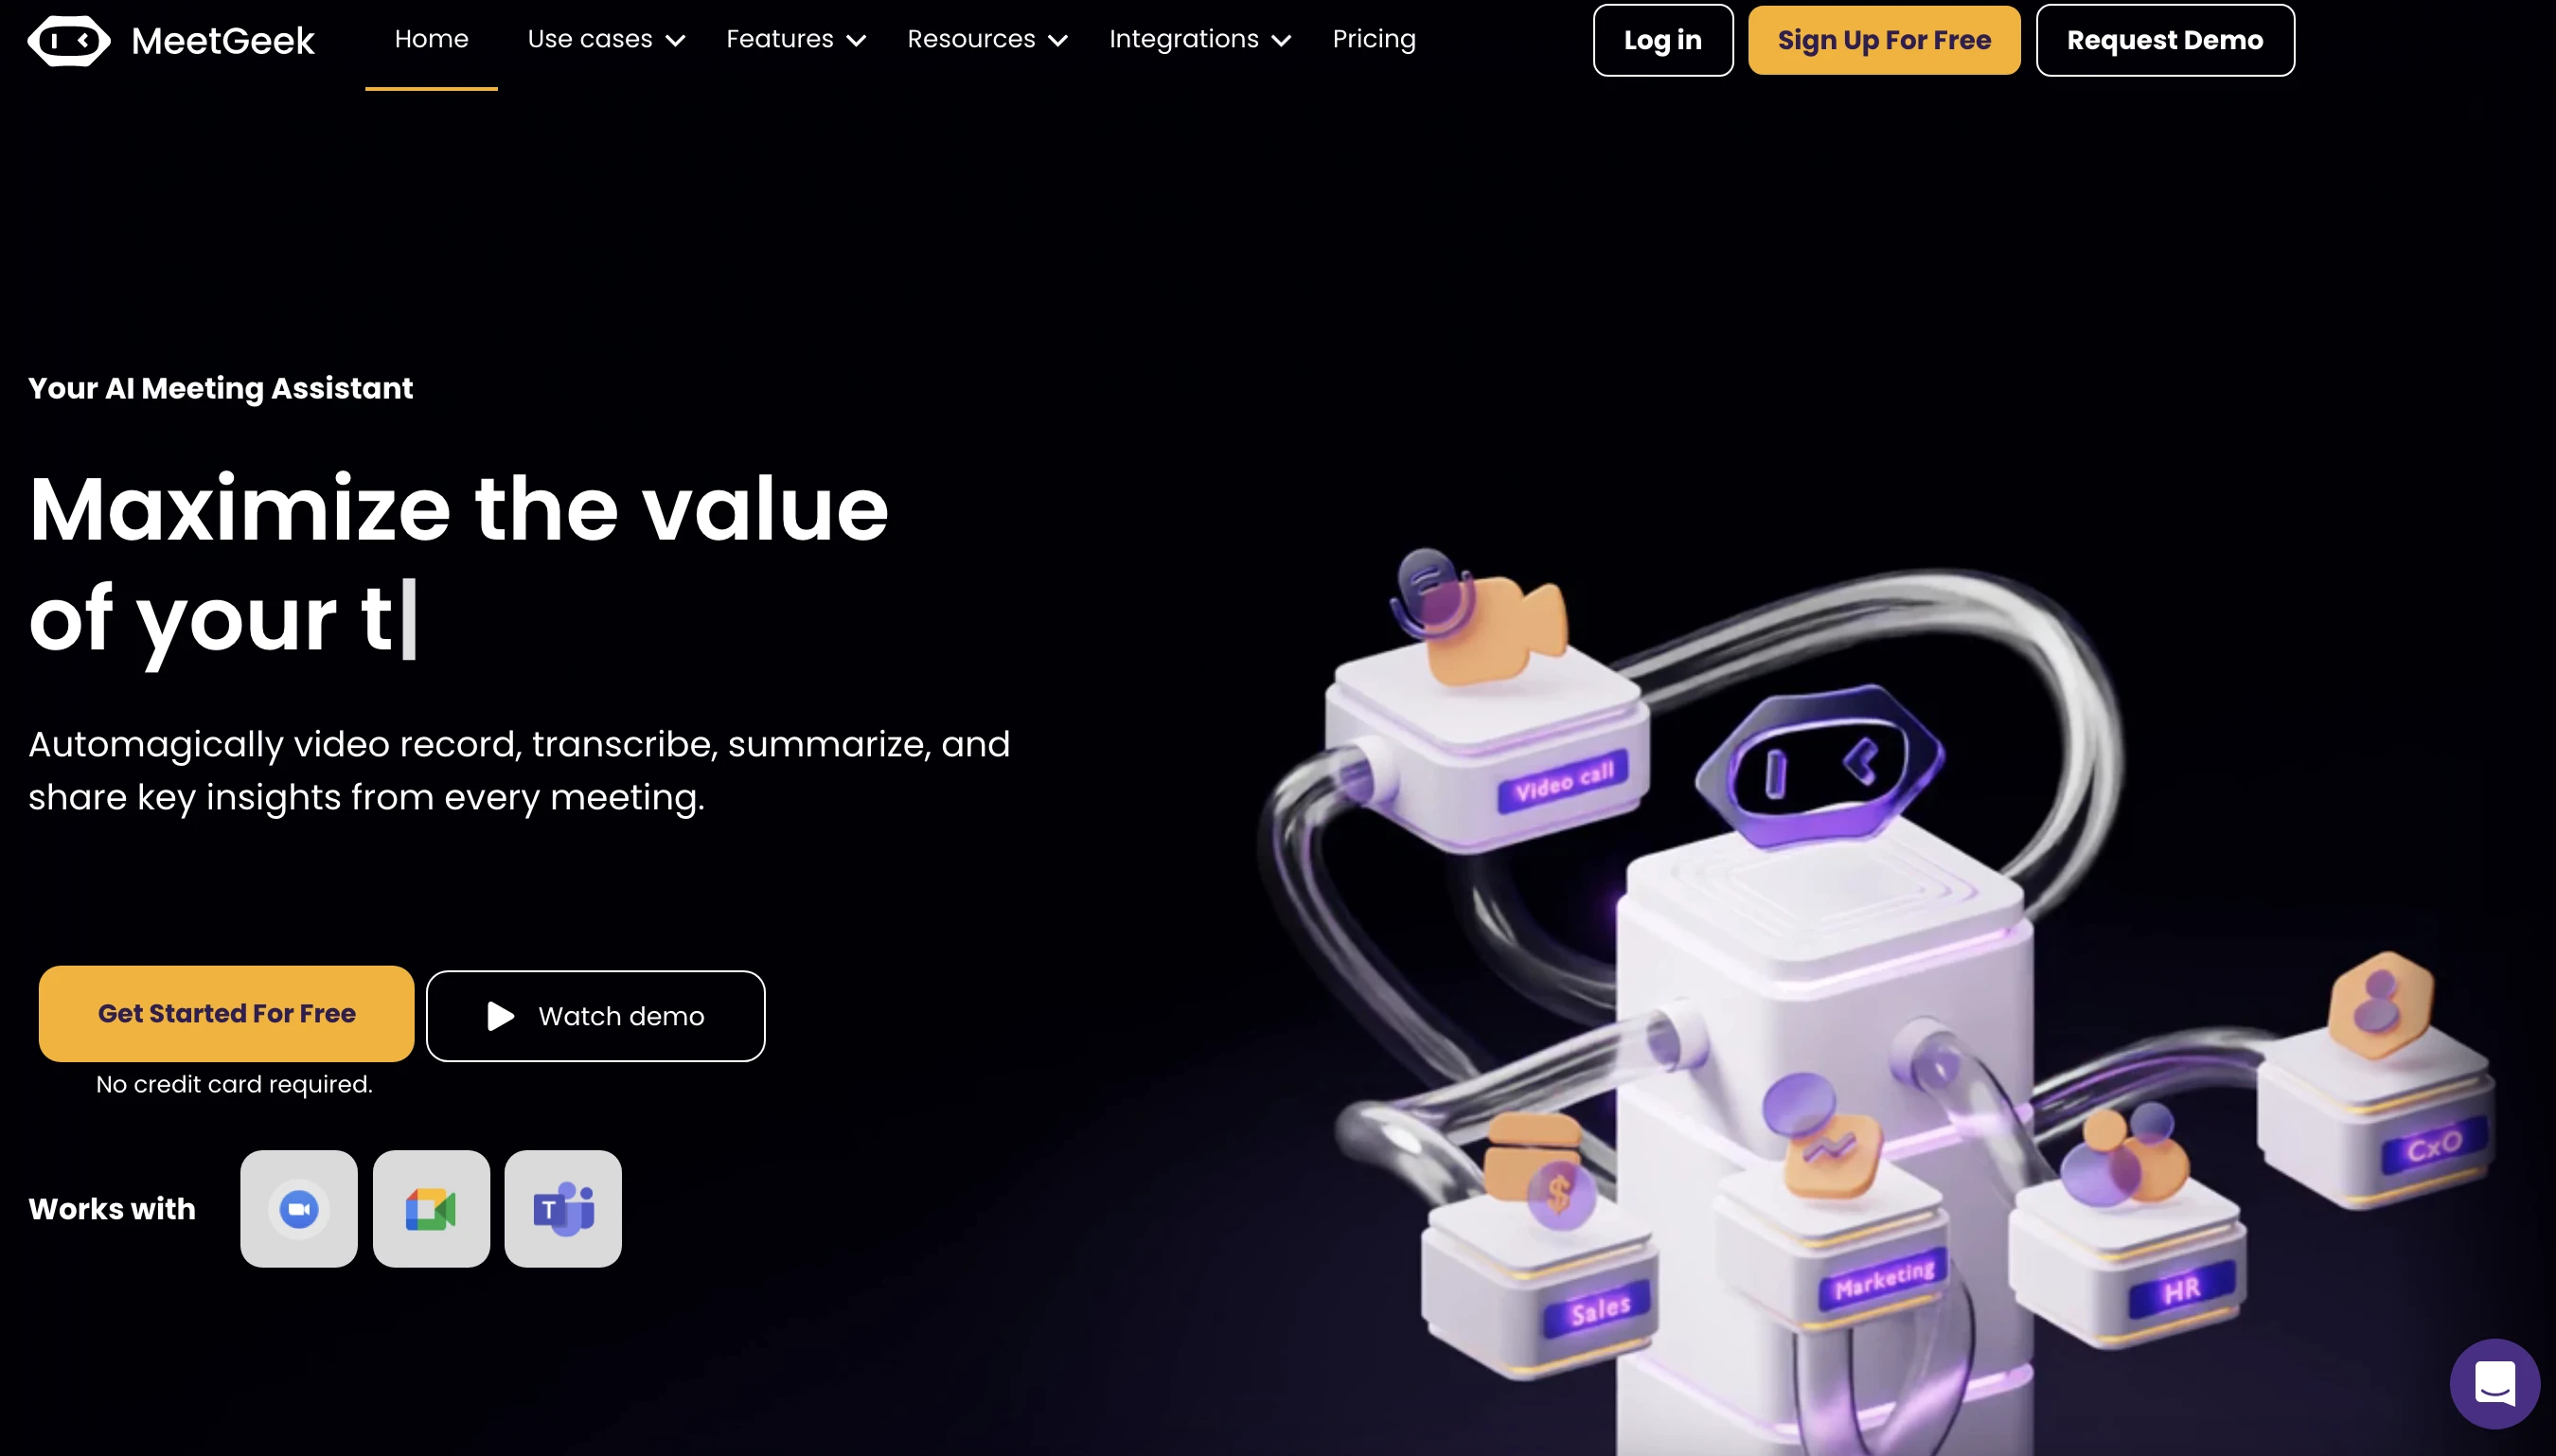 MeetGeek
Home
Use cases
Features
Resources
Integrations
Pricing
Log in
Sign Up For Free
Request Demo
Your AI Meeting Assistant
Maximize the value
of your t
Automagically video record, transcribe, summarize, and
share key insights from every meeting.
Get Started For Free
Watch demo
No credit card required.
Works with
T
Video call
CxO
$
Sales
Marketing
HR